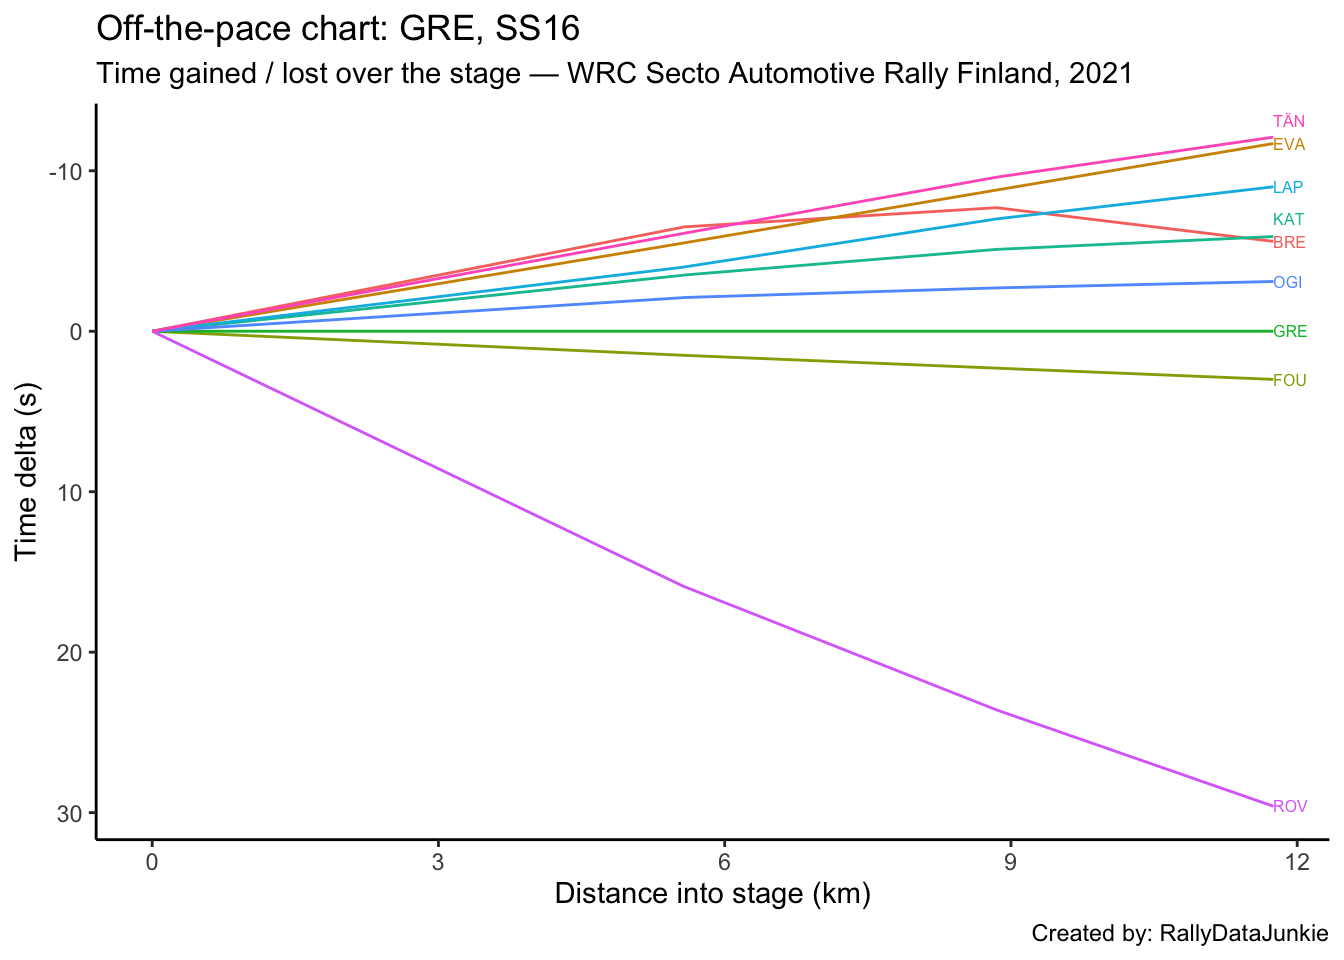 Off-the-pace chart: GRE, SS16
Time gained / lost over the stage — WRC Secto Automotive Rally Finland, 2021
TÄN
EVA
-10
LAP
KAT
BRE
OGI
0
GRE
FOU
Time delta (s)
10
20
30
ROV
0 3 6 9 12
Distance into stage (km)
Created by: RallyDataJunkie